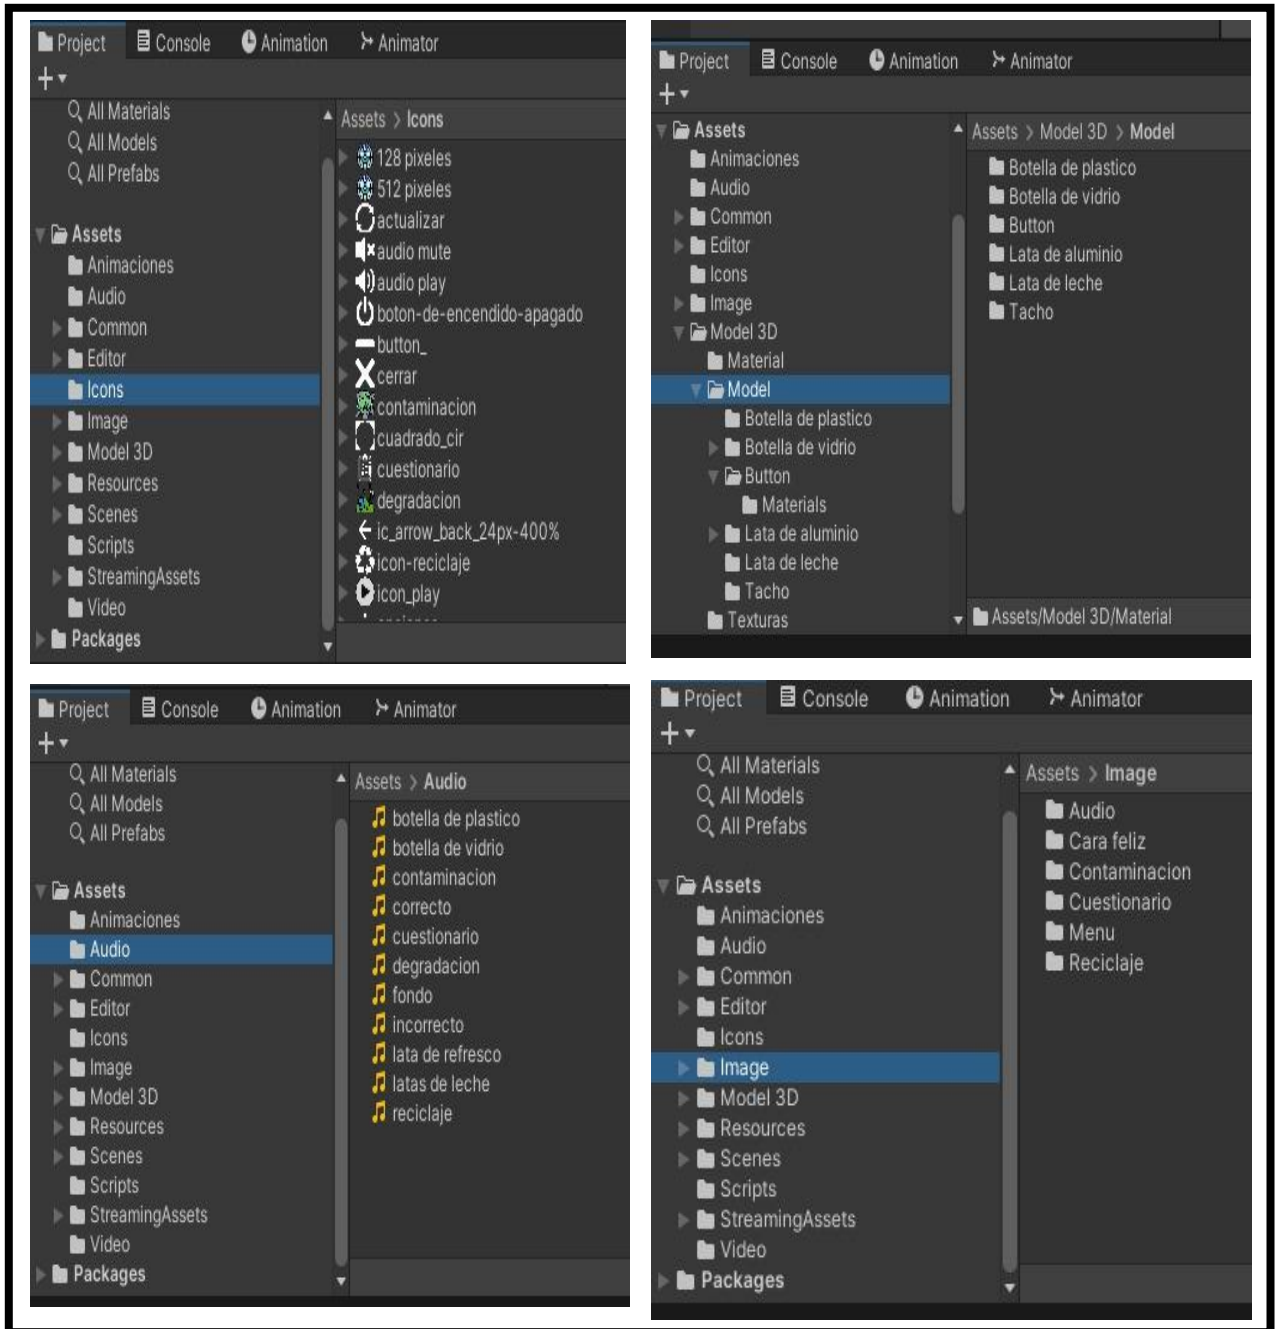 Project Console Animation Animator
All Materials
All Models
All Prefabs
Assets
Animaciones
Audio
Common
Editor
Icons
Image
Model 3D
Resources
Scenes
Scripts
StreamingAssets
Video
Packages
Assets > Icons
128 pixeles
512 pixeles
actualizar
audio mute
audio play
boton-de-encendido-apagado
button_
cerrar
contaminacion
cuadrado_cir
cuestionario
degradacion
ic_arrow_back_24px-400%
icon-reciclaje
icon_play
Project Console Animation Animator
Assets
Animaciones
Audio
Common
Editor
Icons
Image
Model 3D
Material
Model
Botella de plastico
Botella de vidrio
Button
Materials
Lata de aluminio
Lata de leche
Tacho
Texturas
Assets > Model 3D > Model
Botella de plastico
Botella de vidrio
Button
Lata de aluminio
Lata de leche
Tacho
Assets/Model 3D/Material
Project Console Animation Animator
All Materials
All Models
All Prefabs
Assets
Animaciones
Audio
Common
Editor
Icons
Image
Model 3D
Resources
Scenes
Scripts
StreamingAssets
Video
Packages
Assets > Audio
botella de plastico
botella de vidrio
contaminacion
correcto
cuestionario
degradacion
fondo
incorrecto
lata de refresco
latas de leche
reciclaje
Project Console Animation Animator
All Materials
All Models
All Prefabs
Assets
Animaciones
Audio
Common
Editor
Icons
Image
Model 3D
Resources
Scenes
Scripts
StreamingAssets
Video
Packages
Assets > Image
Audio
Cara feliz
Contaminacion
Cuestionario
Menu
Reciclaje